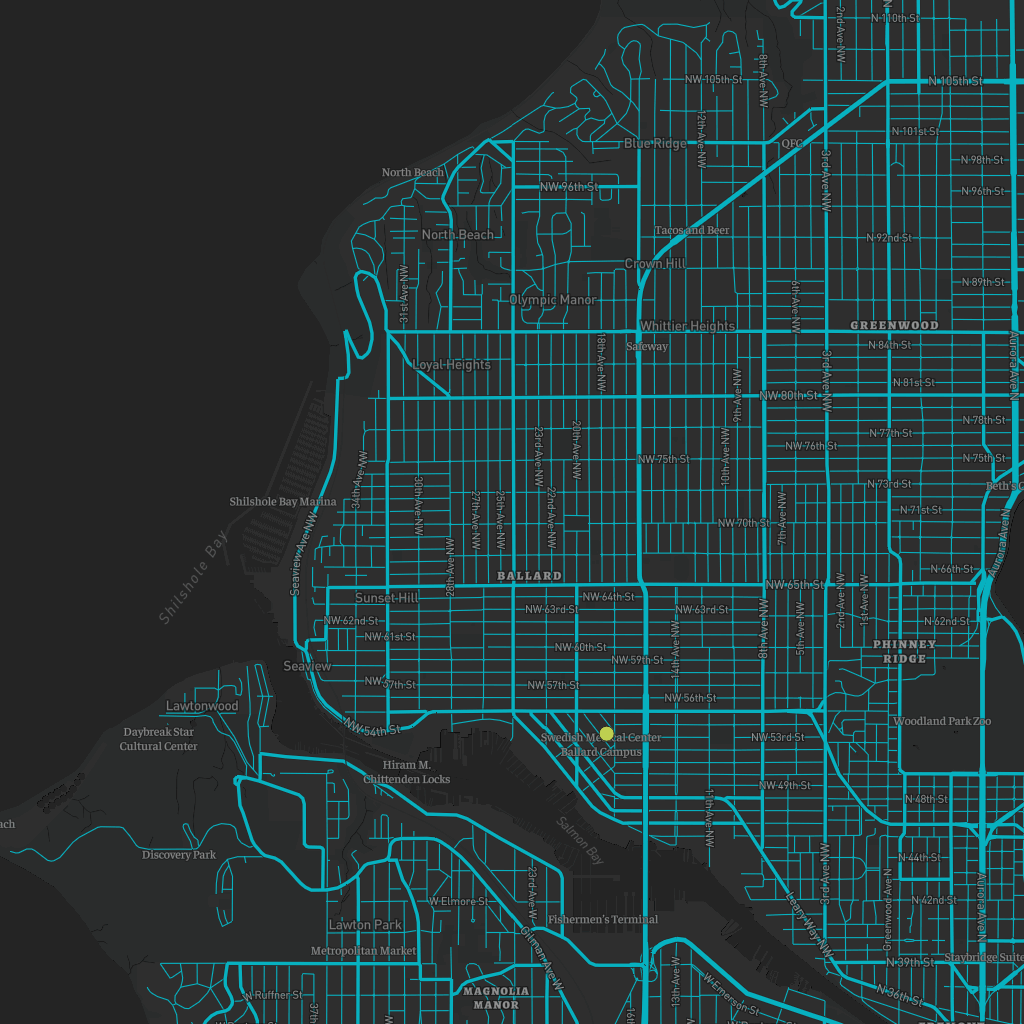 N 110th St
2nd Ave NW
N
8th Ave NW
NW 105th St
N 105th St
12th Ave NW
N 101st St
Blue Ridge
QFC
3rd Ave NW
N 98th St
North Beach
NW 96th St
N 96th St
Tacos and Beer
North Beach
N 92nd St
Crown Hill
31st Ave NW
N 89th St
6th Ave NW
Olympic Manor
Whittier Heights
GREENWOOD
Safeway
N 84th St
18th Ave NW
Aurora Ave N
Loyal Heights
3rd Ave NW
N 81st St
9th Ave NW
NW 80th St
N 78th St
N 77th St
23rd Ave NW
20th Ave NW
10th Ave NW
NW 76th St
NW 75th St
N 75th St
34th Ave NW
N 73rd St
Beth's C
Shilshole Bay Marina
30th Ave NW
27th Ave NW
25th Ave NW
22nd Ave NW
7th Ave NW
N 71st St
NW 70th St
Aurora Ave N
Seaview Ave NW
Shilshole Bay
28th Ave NW
N 66th St
BALLARD
NW 65th St
2nd Ave NW
1st Ave NW
Sunset Hill
NW 64th St
NW 63rd St
NW 63rd St
8th Ave NW
5th Ave NW
NW 62nd St
N 62nd St
NW 61st St
14th Ave NW
NW 60th St
PHINNEY
RIDGE
NW 59th St
Seaview
NW 57th St
NW 57th St
NW 56th St
Lawtonwood
Woodland Park Zoo
NW 54th St
Daybreak Star
Cultural Center
Swedish Medical Center
Ballard Campus
NW 53rd St
Hiram M.
Chittenden Locks
NW 49th St
N 48th St
11th Ave NW
ach
Salmon Bay
Discovery Park
N 44th St
3rd Ave NW
23rd Ave W
Greenwood Ave N
Aurora Ave N
W Elmore St
N 42nd St
Leary Way NW
Fishermen's Terminal
Lawton Park
Gilman Ave W
Metropolitan Market
Staybridge Suite
N 39th St
13th Ave W
W Emerson St
W Ruffner St
MAGNOLIA
MANOR
N 36th St
37th
16th